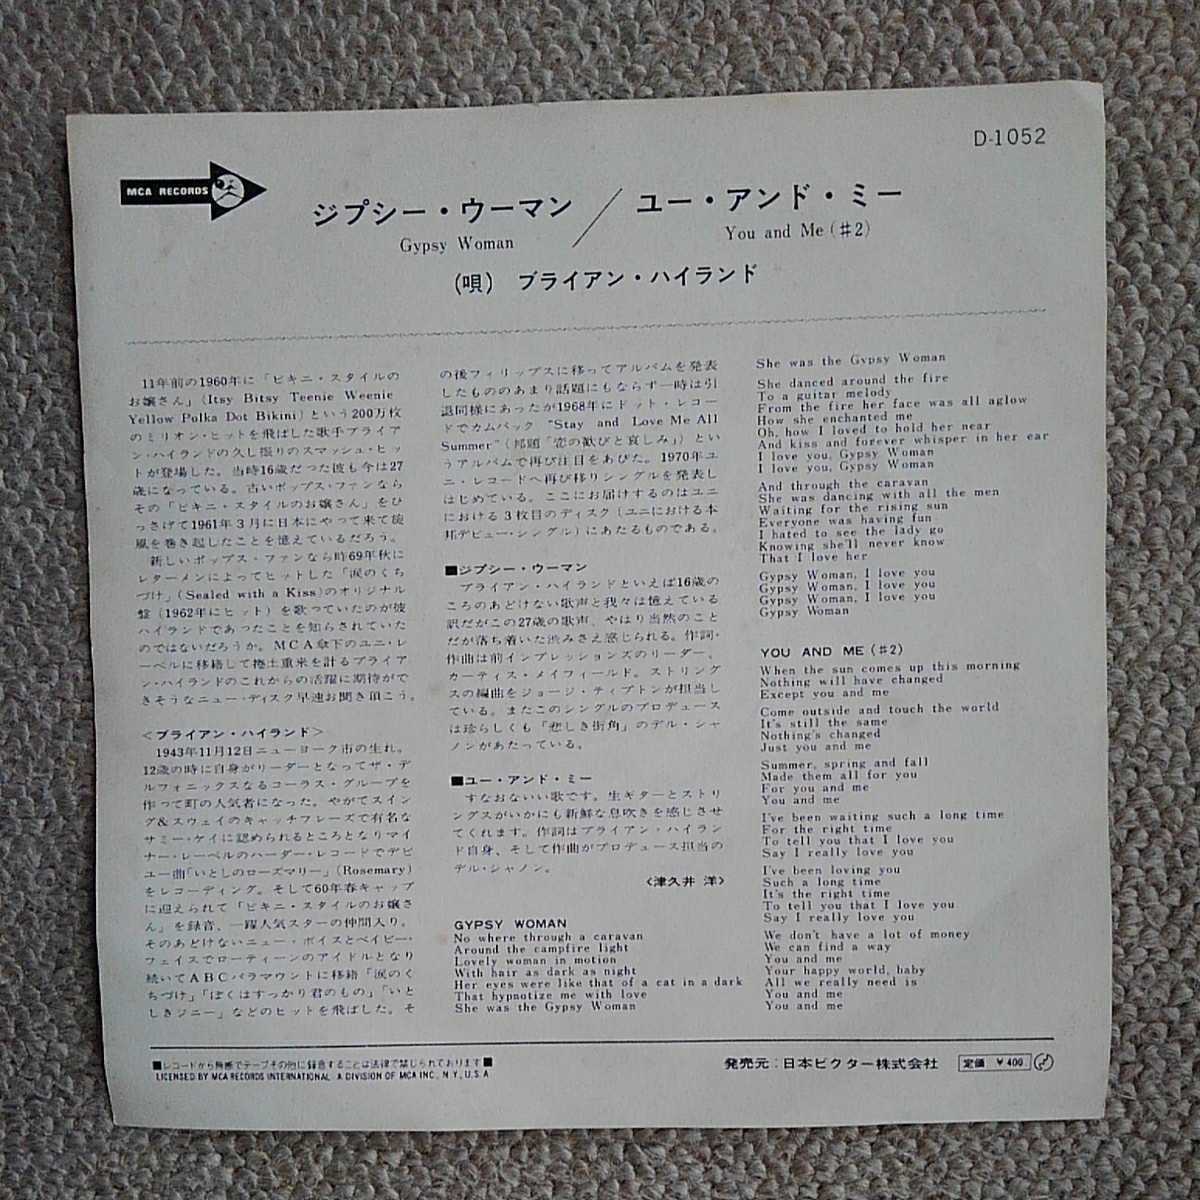 D-1052
MCA RECORDS
ジプシー・ウーマン／ユー・アンド・ミー
Gypsy Woman
You and Me(♯2)
(唄) ブライアン・ハイランド
11年前の1960年に「ビキニ・スタイルの
お嬢さん」(Itsy Bitsy Teenie Weenie
Yellow Polka Dot Bikini)という200万枚
のミリオン・ヒットを飛ばした歌手ブライア
ン・ハイランドの久し振りのスマッシュ・ヒッ
トが登場した。当時16歳だった彼も今は27
歳になっている。古いポップス・ファンなら
その「ビキニ・スタイルのお嬢さん」をひ
っさげて1961年3月に日本にやって来て旋
風を巻き起したことを憶えているだろう。
新しいポップス・ファンなら昨69年秋に
レターメンによってヒットした「涙のくち
づけ」(Sealed with a Kiss)のオリジナル
盤(1962年にヒット)を歌っていたのが彼
ハイランドであったことを知らされていた
のではないだろうか。MCA傘下のユニ・レ
ーベルに移籍して捲土重来を計るブライア
ン・ハイランドのこれからの活躍に期待がで
きそうなニュー・ディスク早速お聞き頂こう。
<ブライアン・ハイランド>
1943年11月12日ニューヨーク市の生れ。
12歳の時に自身がリーダーとなってザ・デ
ルフォニックスなるコーラス・グループを
作って町の人気者になった。やがてスイン
グ&スウェイのキャッチフレーズで有名な
サミー・ケイに認められるところとなりマイ
ナー・レーベルのハーダー・レコードでデビ
ュー曲「いとしのローズマリー」(Rosemary)
をレコーディング。そして60年春キャップ
に迎えられて「ビキニ・スタイルのお嬢さ
ん」を録音、一躍人気スターの仲間入り。
そのあどけないニュー・ボイスとベイビー・
フェイスでローティーンのアイドルとなり
続いてABCパラマウントに移籍「涙のく
ちづけ」「ぼくはすっかり君のもの」「いと
しきジニー」などのヒットを飛ばした。そ
の後フィリップスに移ってアルバムを発表
したもののあまり話題にもならず一時は引
退同様にあったが1968年にドット・レコー
ドでカムバック “Stay and Love Me All
Summer”(邦題「恋の歓びと哀しみ」)とい
うアルバムで再び注目をあびた。1970年ユ
ニ・レコードへ再び移りシングルを発表し
はじめている。ここにお届けするのはユニ
における3枚目のディスク(ユニにおける本
邦デビュー・シングル)にあたるものである。
■ジプシー・ウーマン
ブライアン・ハイランドといえば16歳の
ころのあどけない歌声と我々は憶えている
訳だがこの27歳の歌声、やはり当然のこと
だが落ち着いた渋みさえ感じられる。作詞・
作曲は前インプレッションズのリーダー、
カーティス・メイフィールド。ストリング
スの編曲をジョージ・ティプトンが担当し
ている。またこのシングルのプロデュース
は珍らしくも「悲しき街角」のデル・シャ
ノンがあたっている。
■ユー・アンド・ミー
すなおないい歌です。生ギターとストリ
ングスがいかにも新鮮な息吹きを感じさせ
てくれます。作詞はブライアン・ハイラン
ド自身、そして作曲がプロデュース担当の
デル・シャノン。
<津久井 洋>
GYPSY WOMAN
No where through a caravan
Around the campfire light
Lovely woman in motion
With hair as dark as night
Her eyes were like that of a cat in a dark
That hypnotize me with love
She was the Gypsy Woman
She was the Gypsy Woman
She danced around the fire
To a guitar melody
From the fire her face was all aglow
How she enchanted me
Oh, how I loved to hold her near
And kiss and forever whisper in her ear
I love you, Gypsy Woman
I love you, Gypsy Woman
And through the caravan
She was dancing with all the men
Waiting for the rising sun
Everyone was having fun
I hated to see the lady go
Knowing she'll never know
That I love her
Gypsy Woman, I love you
Gypsy Woman, I love you
Gypsy Woman, I love you
Gypsy Woman
YOU AND ME(♯2)
When the sun comes up this morning
Nothing will have changed
Except you and me
Come outside and touch the world
It's still the same
Nothing's changed
Just you and me
Summer, spring and fall
Made them all for you
For you and me
You and me
I've been waiting such a long time
For the right time
To tell you that I love you
Say I really love you
I've been loving you
Such a long time
It's the right time
To tell you that I love you
Say I really love you
We don't have a lot of money
We can find a way
You and me
Your happy world, baby
All we really need is
You and me
You and me
■レコードから無断でテープその他に録音することは法律で禁じられております■
LICENSED BY MCA RECORDS INTERNATIONAL A DIVISION OF MCA INC., N.Y., U.S.A
発売元：日本ビクター株式会社
定価 ¥400